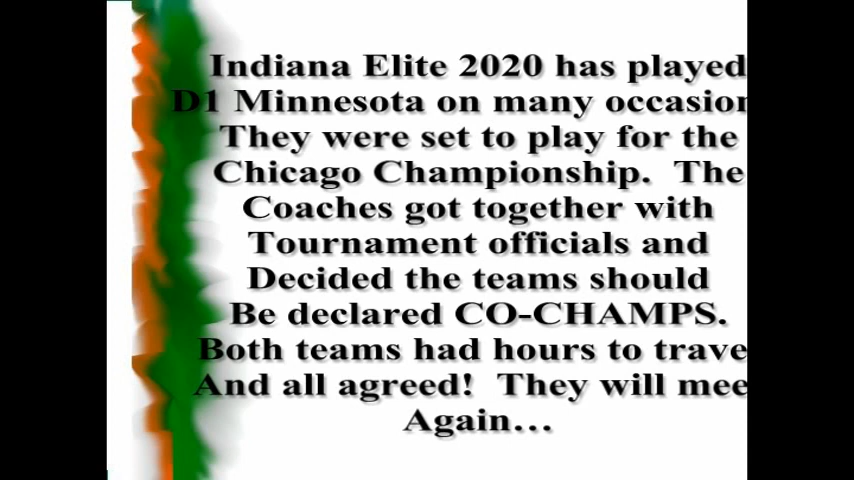 Indiana Elite 2020 has played
D1 Minnesota on many occasion
They were set to play for the
Chicago Championship. The
Coaches got together with
Tournament officials and
Decided the teams should
Be declared CO-CHAMPS.
Both teams had hours to trave
And all agreed! They will mee
Again...